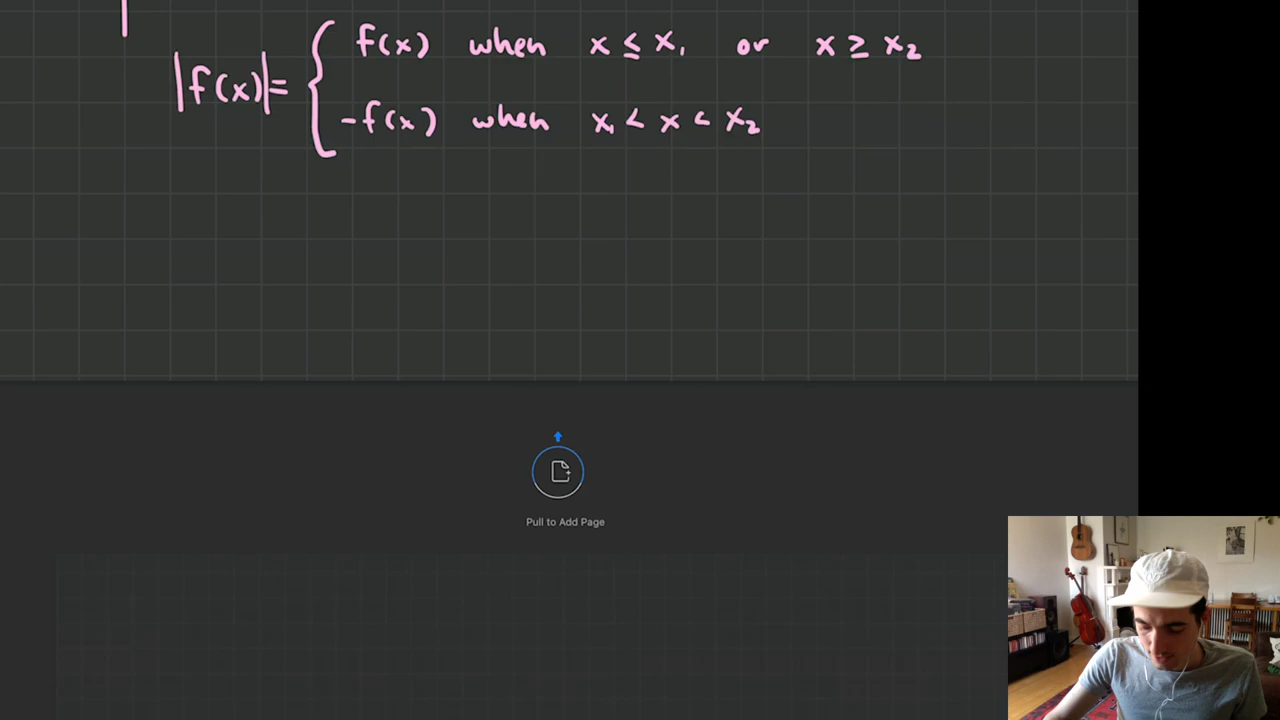 f(x) when x ≤ x₁ or x ≥ x₂
|f(x)|= {
-f(x) when x₁ < x < x₂
Pull to Add Page